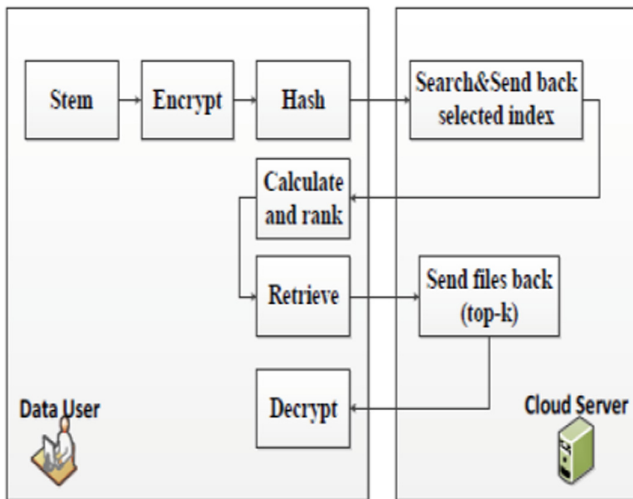 Stem
Encrypt
Hash
Search&Send back
selected index
Calculate
and rank
Retrieve
Send files back
(top-k)
Decrypt
Data User
Cloud Server